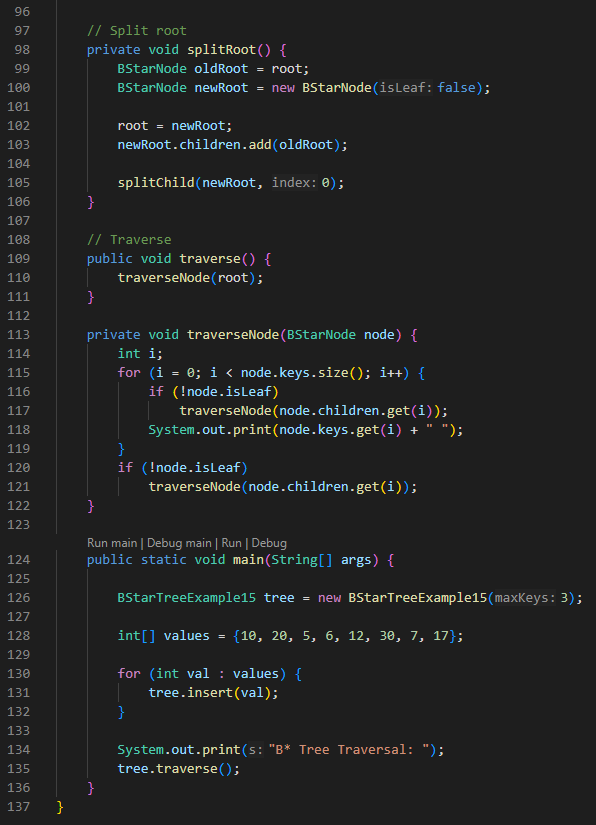 96
97 // Split root
98 private void splitRoot() {
99 BStarNode oldRoot = root;
100 BStarNode newRoot = new BStarNode(isLeaf: false);
101
102 root = newRoot;
103 newRoot.children.add(oldRoot);
104
105 splitChild(newRoot, index: 0);
106 }
107
108 // Traverse
109 public void traverse() {
110 traverseNode(root);
111 }
112
113 private void traverseNode(BStarNode node) {
114 int i;
115 for (i = 0; i < node.keys.size(); i++) {
116 if (!node.isLeaf)
117 traverseNode(node.children.get(i));
118 System.out.print(node.keys.get(i) + " ");
119 }
120 if (!node.isLeaf)
121 traverseNode(node.children.get(i));
122 }
123
Run main | Debug main | Run | Debug
124 public static void main(String[] args) {
125
126 BStarTreeExample15 tree = new BStarTreeExample15(maxKeys: 3);
127
128 int[] values = {10, 20, 5, 6, 12, 30, 7, 17};
129
130 for (int val : values) {
131 tree.insert(val);
132 }
133
134 System.out.print(s: "B* Tree Traversal: ");
135 tree.traverse();
136 }
137 }